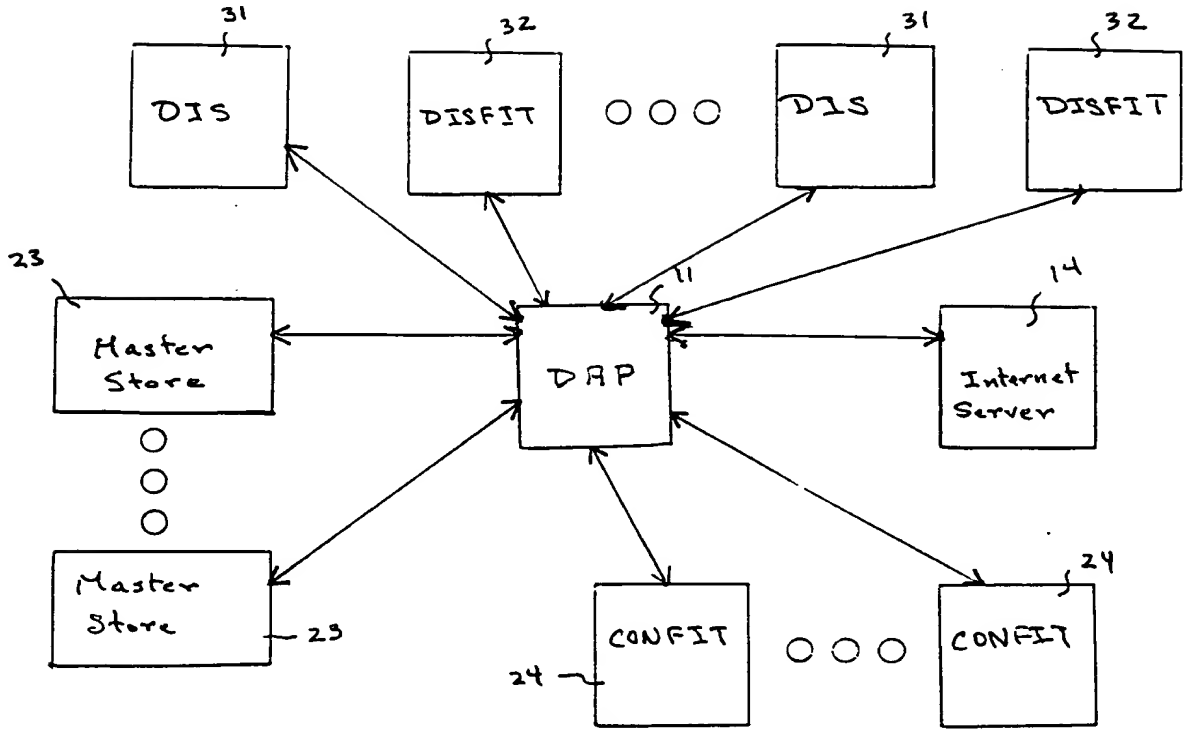 31
32
31
32
DIS
DISFIT
DIS
DISFIT
23
11
14
Master
Store
DAP
Internet
Server
Master
Store
23
CONFIT
24
CONFIT
24